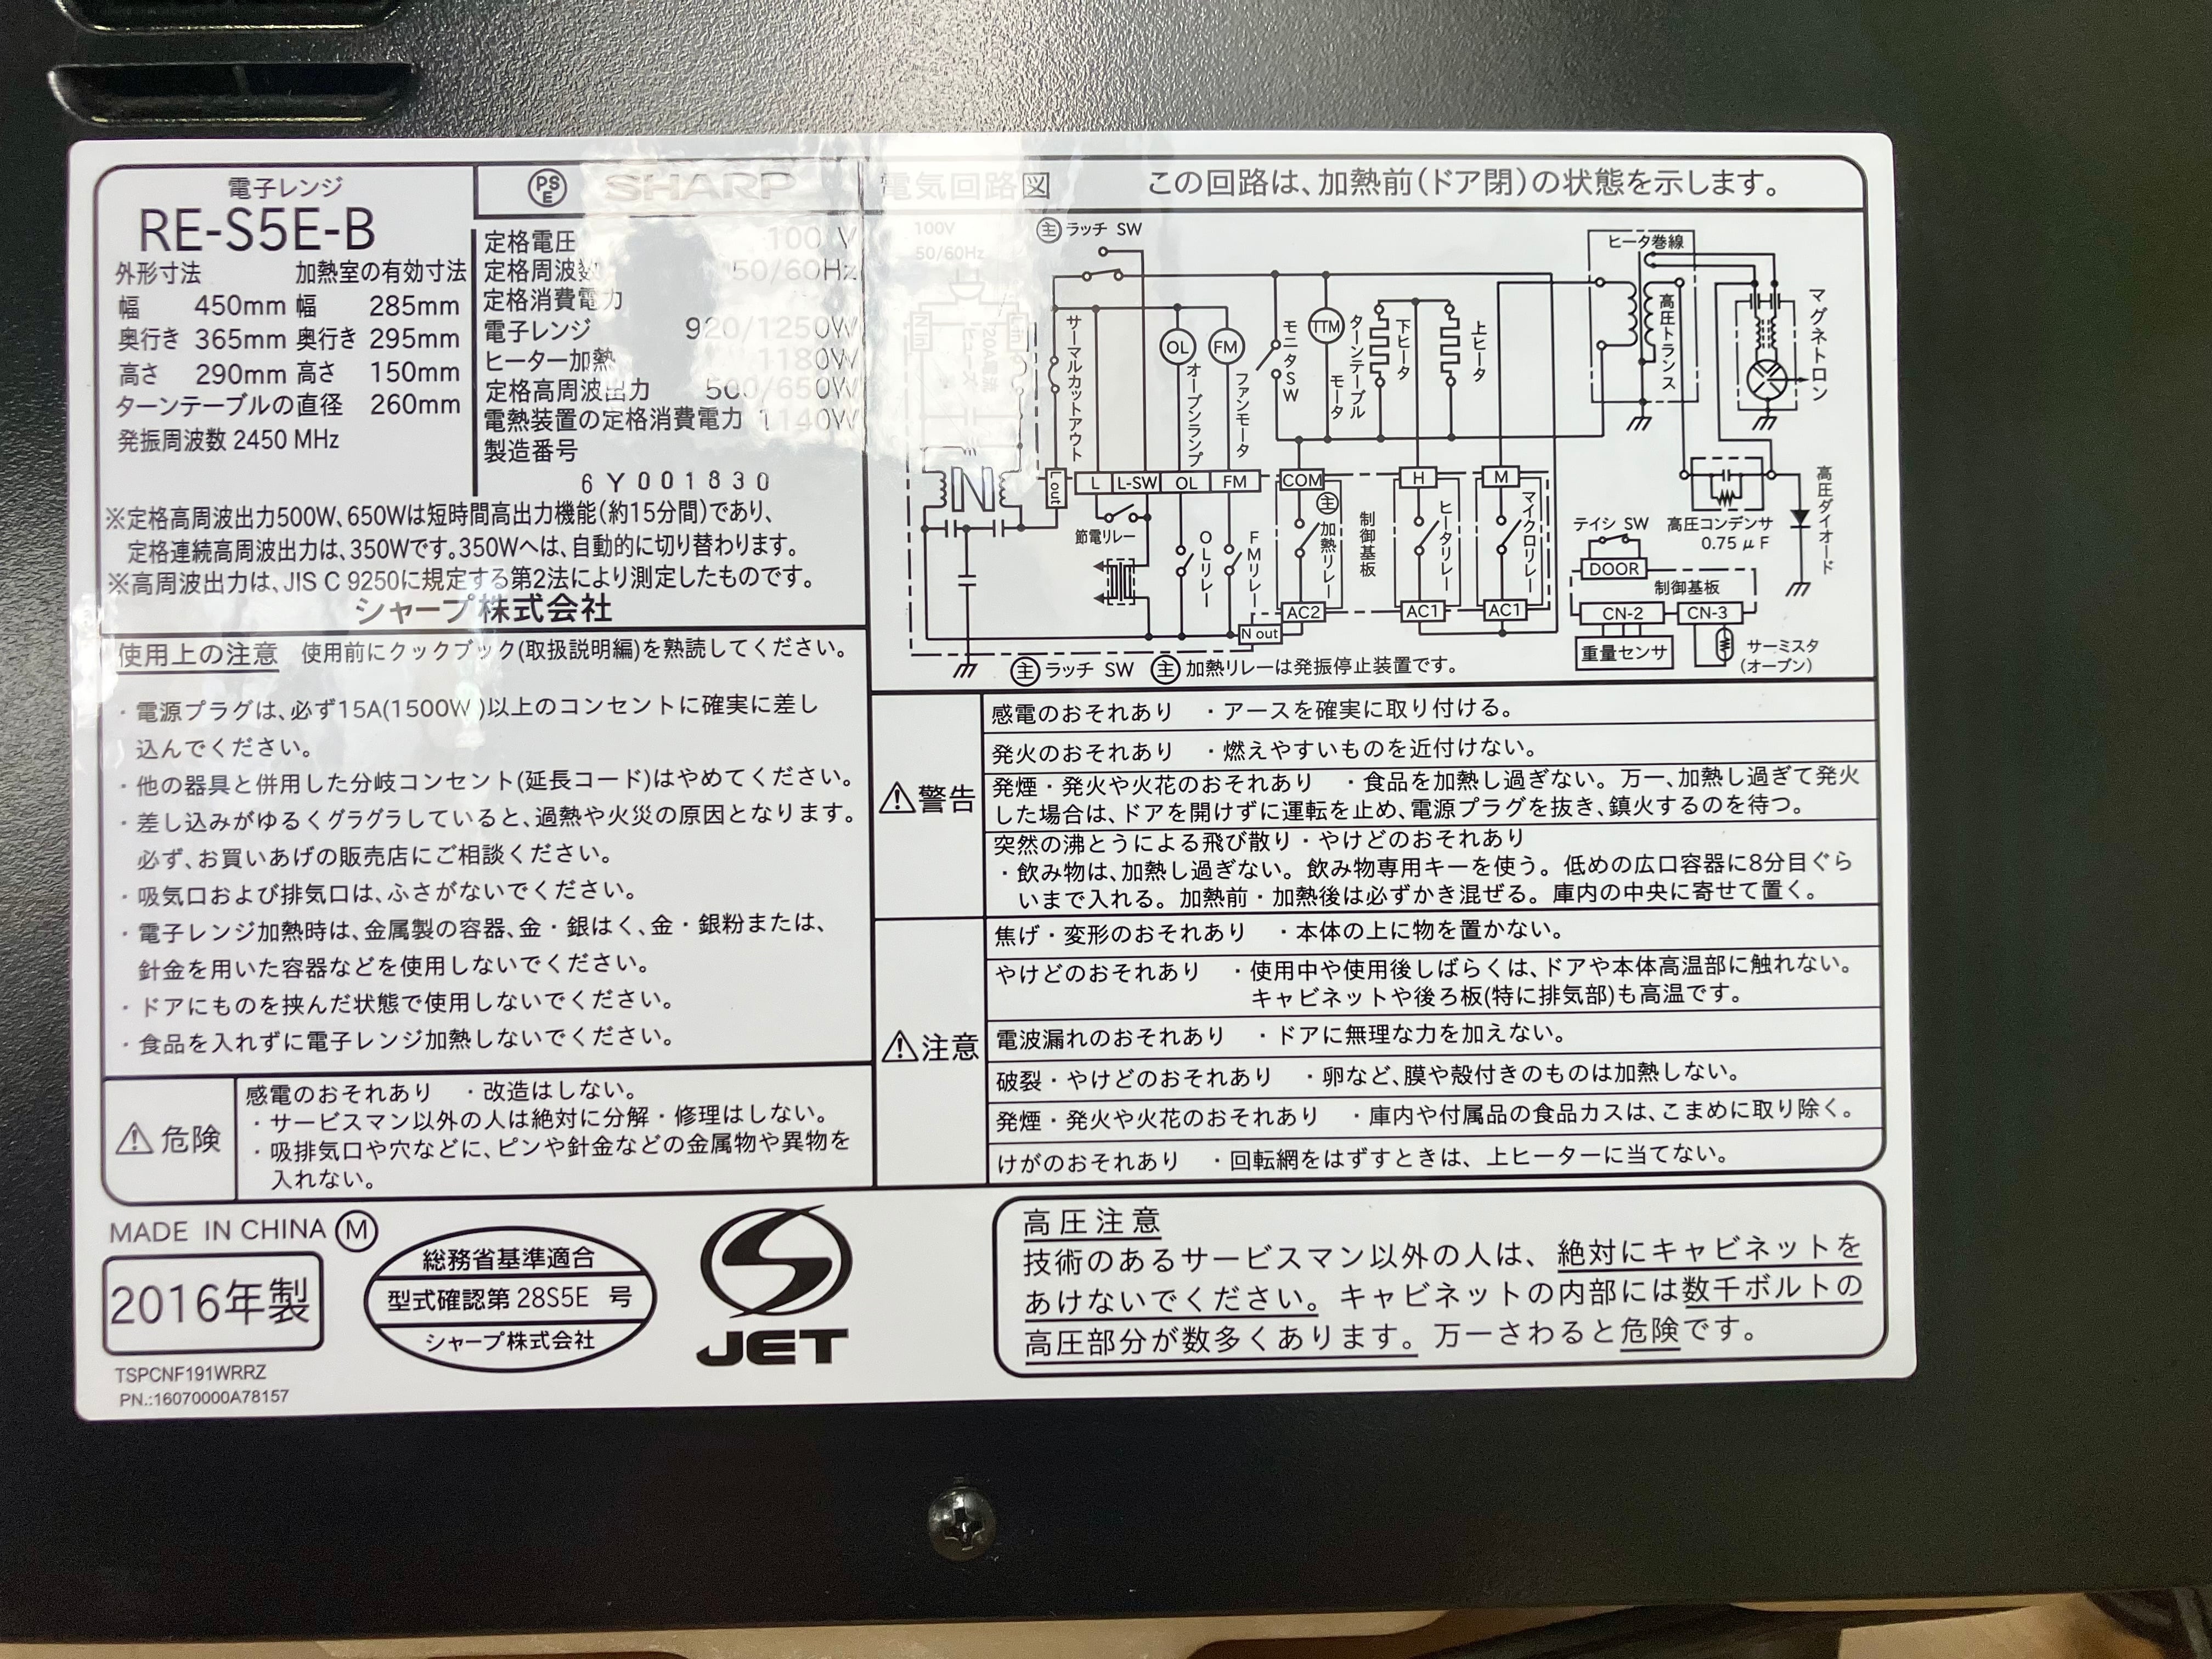 電子レンジ
RE-S5E-B
外形寸法 加熱室の有効寸法
幅 450mm 幅 285mm
奥行き 365mm 奥行き 295mm
高さ 290mm 高さ 150mm
ターンテーブルの直径 260mm
発振周波数 2450 MHz
PSE SHARP
定格電圧 100 V
定格周波数 50/60Hz
定格消費電力
電子レンジ 920/1250W
ヒーター加熱 1180W
定格高周波出力 500/650W
電熱装置の定格消費電力 1140W
製造番号
6Y001830
※定格高周波出力500W、650Wは短時間高出力機能(約15分間)であり、
定格連続高周波出力は、350Wです。350Wへは、自動的に切り替わります。
※高周波出力は、JIS C 9250に規定する第2法により測定したものです。
シャープ株式会社
使用上の注意 使用前にクックブック(取扱説明編)を熟読してください。
・電源プラグは、必ず15A(1500W )以上のコンセントに確実に差し
込んでください。
・他の器具と併用した分岐コンセント(延長コード)はやめてください。
・差し込みがゆるくグラグラしていると、過熱や火災の原因となります。
必ず、お買いあげの販売店にご相談ください。
・吸気口および排気口は、ふさがないでください。
・電子レンジ加熱時は、金属製の容器、金・銀はく、金・銀粉または、
針金を用いた容器などを使用しないでください。
・ドアにものを挟んだ状態で使用しないでください。
・食品を入れずに電子レンジ加熱しないでください。
⚠危険
感電のおそれあり ・改造はしない。
・サービスマン以外の人は絶対に分解・修理はしない。
・吸排気口や穴などに、ピンや針金などの金属物や異物を
入れない。
電気回路図 この回路は、加熱前(ドア閉)の状態を示します。
100V
50/60Hz
主 ラッチ SW
サーマルカットアウト
OL
オーブンランプ
FM
ファンモータ
モニタSW
TTM
ターンテーブル
モータ
下ヒータ
上ヒータ
ヒータ巻線
高圧トランス
マグネトロン
N
L out
L L-SW OL FM COM H M
節電リレー
OLリレー
FMリレー
主 加熱リレー
制御基板
ヒータリレー
マイクロリレー
AC2 AC1 AC1
N out
高圧コンデンサ
0.75 μF
高圧ダイオード
テイシ SW
DOOR
制御基板
CN-2 CN-3
重量センサ
サーミスタ
(オーブン)
主 ラッチ SW 主 加熱リレーは発振停止装置です。
⚠警告
感電のおそれあり ・アースを確実に取り付ける。
発火のおそれあり ・燃えやすいものを近付けない。
発煙・発火や火花のおそれあり ・食品を加熱し過ぎない。万一、加熱し過ぎて発火
した場合は、ドアを開けずに運転を止め、電源プラグを抜き、鎮火するのを待つ。
突然の沸とうによる飛び散り・やけどのおそれあり
・飲み物は、加熱し過ぎない。飲み物専用キーを使う。低めの広口容器に8分目ぐら
いまで入れる。加熱前・加熱後は必ずかき混ぜる。庫内の中央に寄せて置く。
⚠注意
焦げ・変形のおそれあり ・本体の上に物を置かない。
やけどのおそれあり ・使用中や使用後しばらくは、ドアや本体高温部に触れない。
キャビネットや後ろ板(特に排気部)も高温です。
電波漏れのおそれあり ・ドアに無理な力を加えない。
破裂・やけどのおそれあり ・卵など、膜や殻付きのものは加熱しない。
発煙・発火や火花のおそれあり ・庫内や付属品の食品カスは、こまめに取り除く。
けがのおそれあり ・回転網をはずすときは、上ヒーターに当てない。
MADE IN CHINA M
2016年製
TSPCNF191WRRZ
PN.:16070000A78157
総務省基準適合
型式確認第 28S5E 号
シャープ株式会社
JET
高圧注意
技術のあるサービスマン以外の人は、絶対にキャビネットを
あけないでください。キャビネットの内部には数千ボルトの
高圧部分が数多くあります。万一さわると危険です。